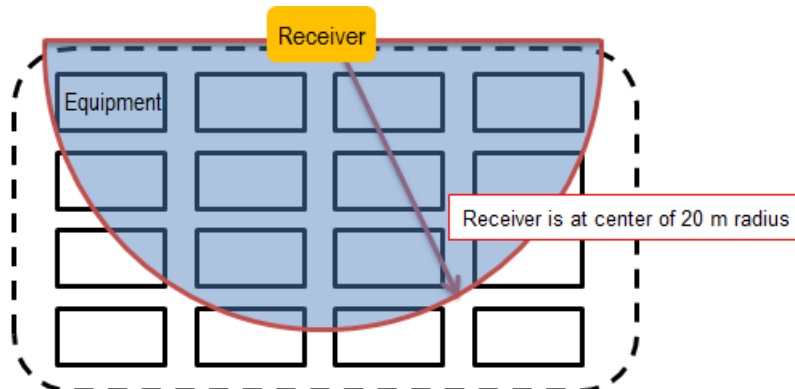 Receiver
Equipment
Receiver is at center of 20 m radius